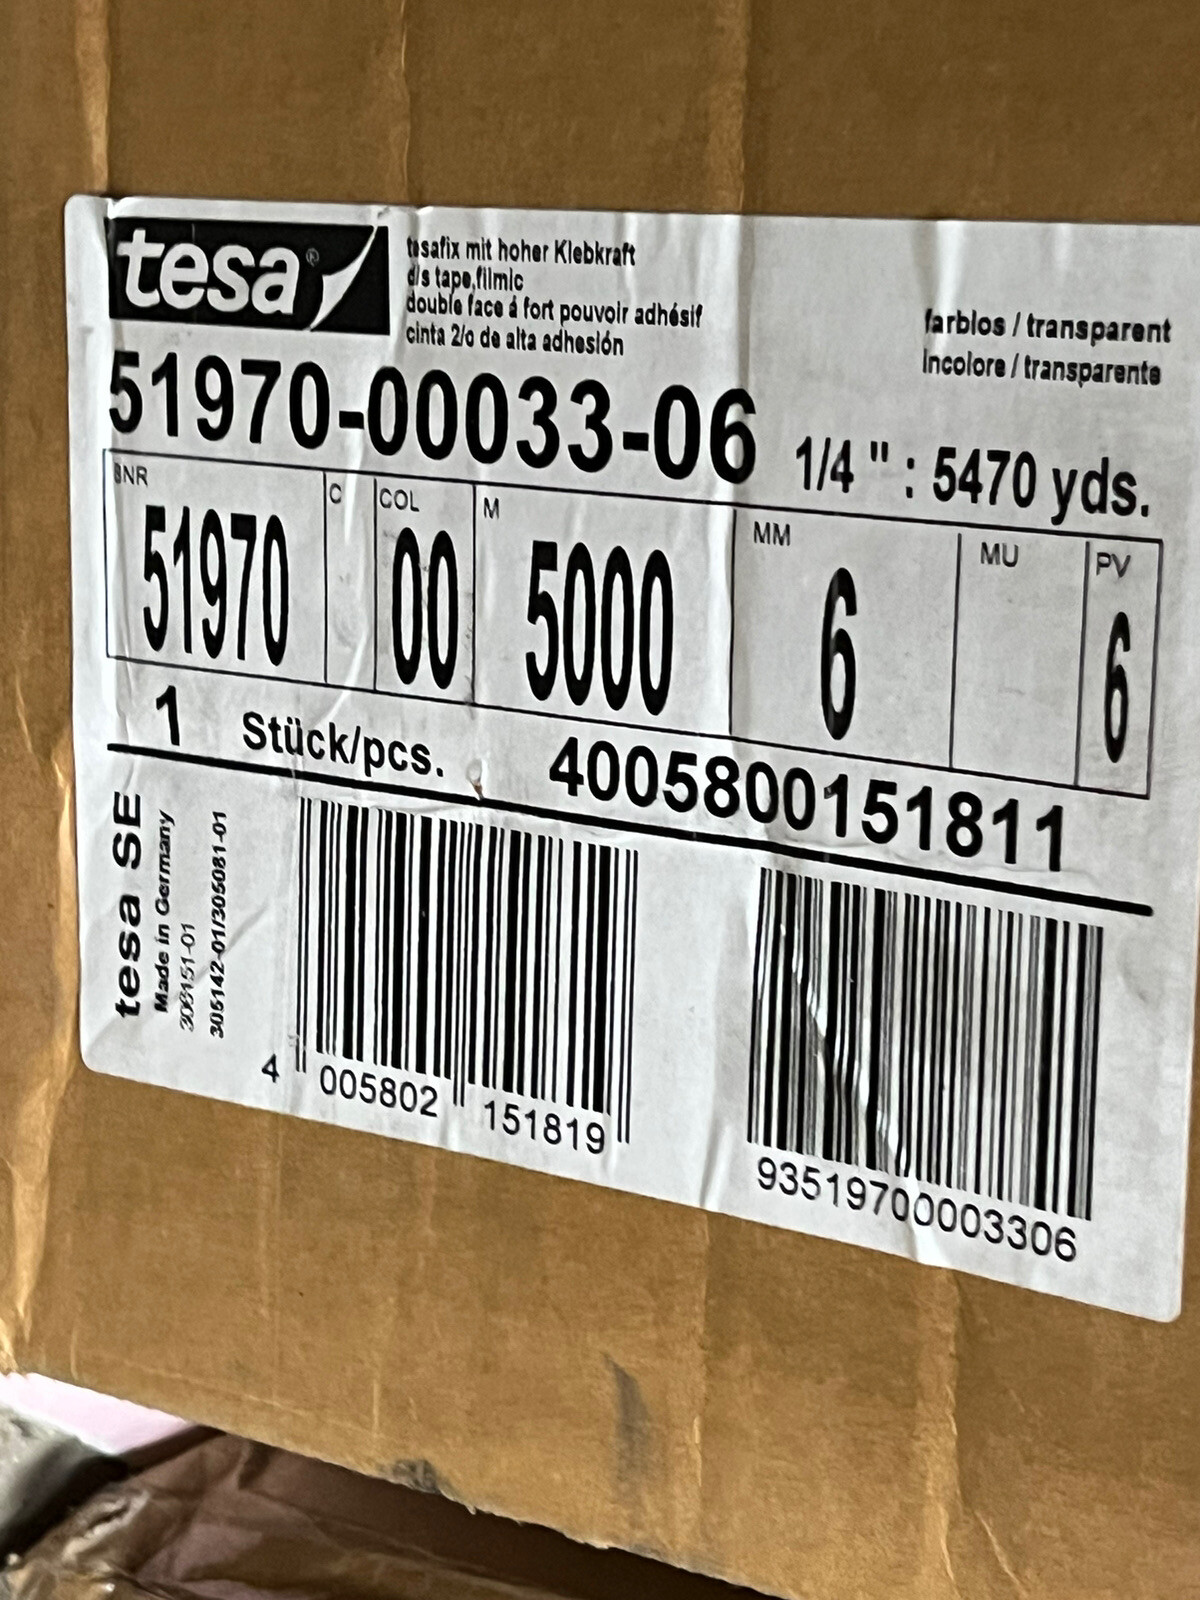 tesa®
tesafix mit hoher Klebkraft
d/s tape,filmic
double face á fort pouvoir adhésif
cinta 2/c de alta adhesión
farblos / transparent
incolore / transparente
51970-00033-06 1/4 " : 5470 yds.
BNR C COL M MM MU PV
51970 00 5000 6 6
1 Stück/pcs. 4005800151811
tesa SE
Made in Germany
305142-01/305081-01
4 005802 151819
93519700003306